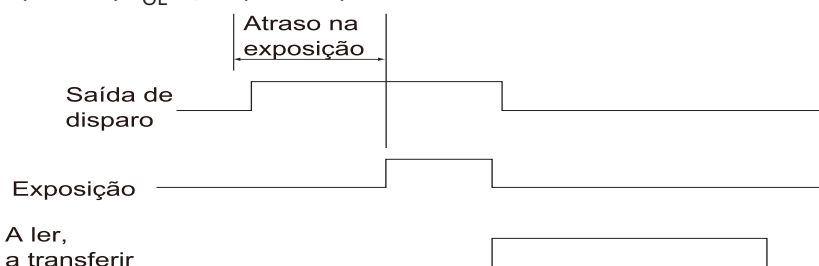 Atraso na
exposição
Saída de
disparo
Exposição
A ler,
a transferir